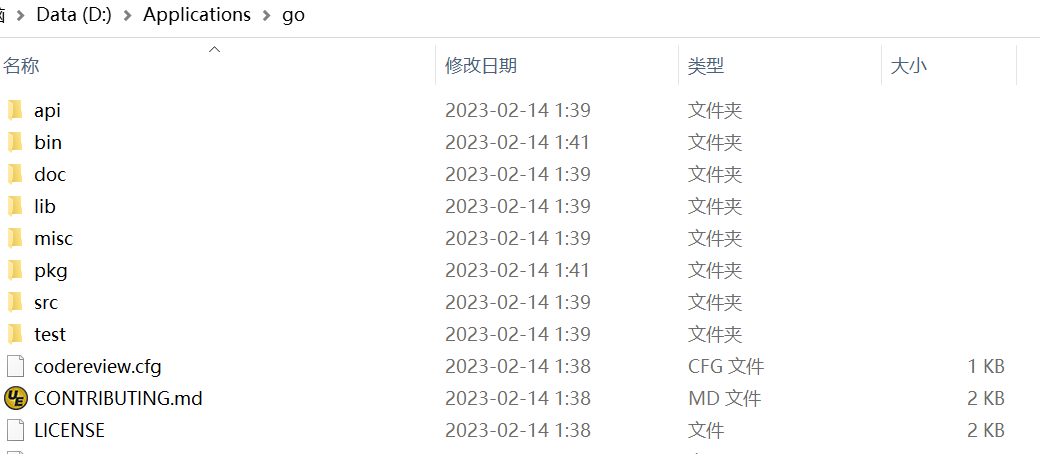 Data (D:) > Applications > go
名称 修改日期 类型 大小
api 2023-02-14 1:39 文件夹
bin 2023-02-14 1:41 文件夹
doc 2023-02-14 1:39 文件夹
lib 2023-02-14 1:39 文件夹
misc 2023-02-14 1:39 文件夹
pkg 2023-02-14 1:41 文件夹
src 2023-02-14 1:39 文件夹
test 2023-02-14 1:39 文件夹
codereview.cfg 2023-02-14 1:38 CFG 文件 1 KB
UE CONTRIBUTING.md 2023-02-14 1:38 MD 文件 2 KB
LICENSE 2023-02-14 1:38 文件 2 KB